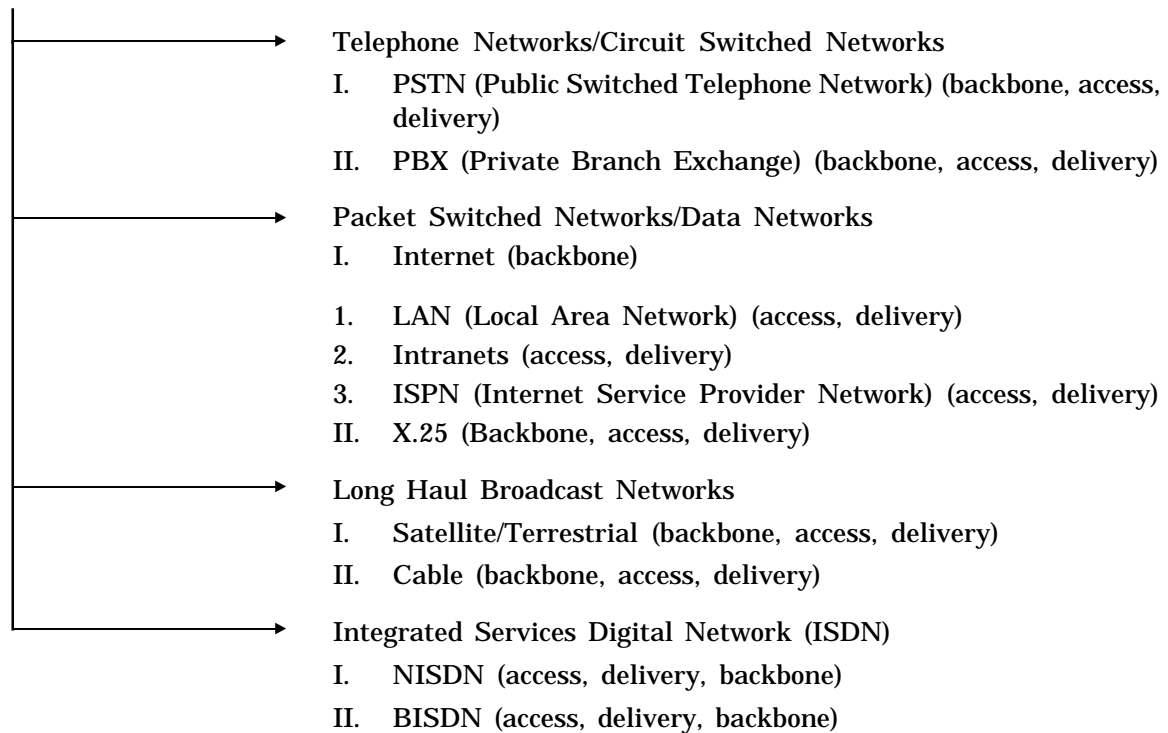 Telephone Networks/Circuit Switched Networks
I. PSTN (Public Switched Telephone Network) (backbone, access,
delivery)
II. PBX (Private Branch Exchange) (backbone, access, delivery)
Packet Switched Networks/Data Networks
I. Internet (backbone)
1. LAN (Local Area Network) (access, delivery)
2. Intranets (access, delivery)
3. ISPN (Internet Service Provider Network) (access, delivery)
II. X.25 (Backbone, access, delivery)
Long Haul Broadcast Networks
I. Satellite/Terrestrial (backbone, access, delivery)
II. Cable (backbone, access, delivery)
Integrated Services Digital Network (ISDN)
I. NISDN (access, delivery, backbone)
II. BISDN (access, delivery, backbone)